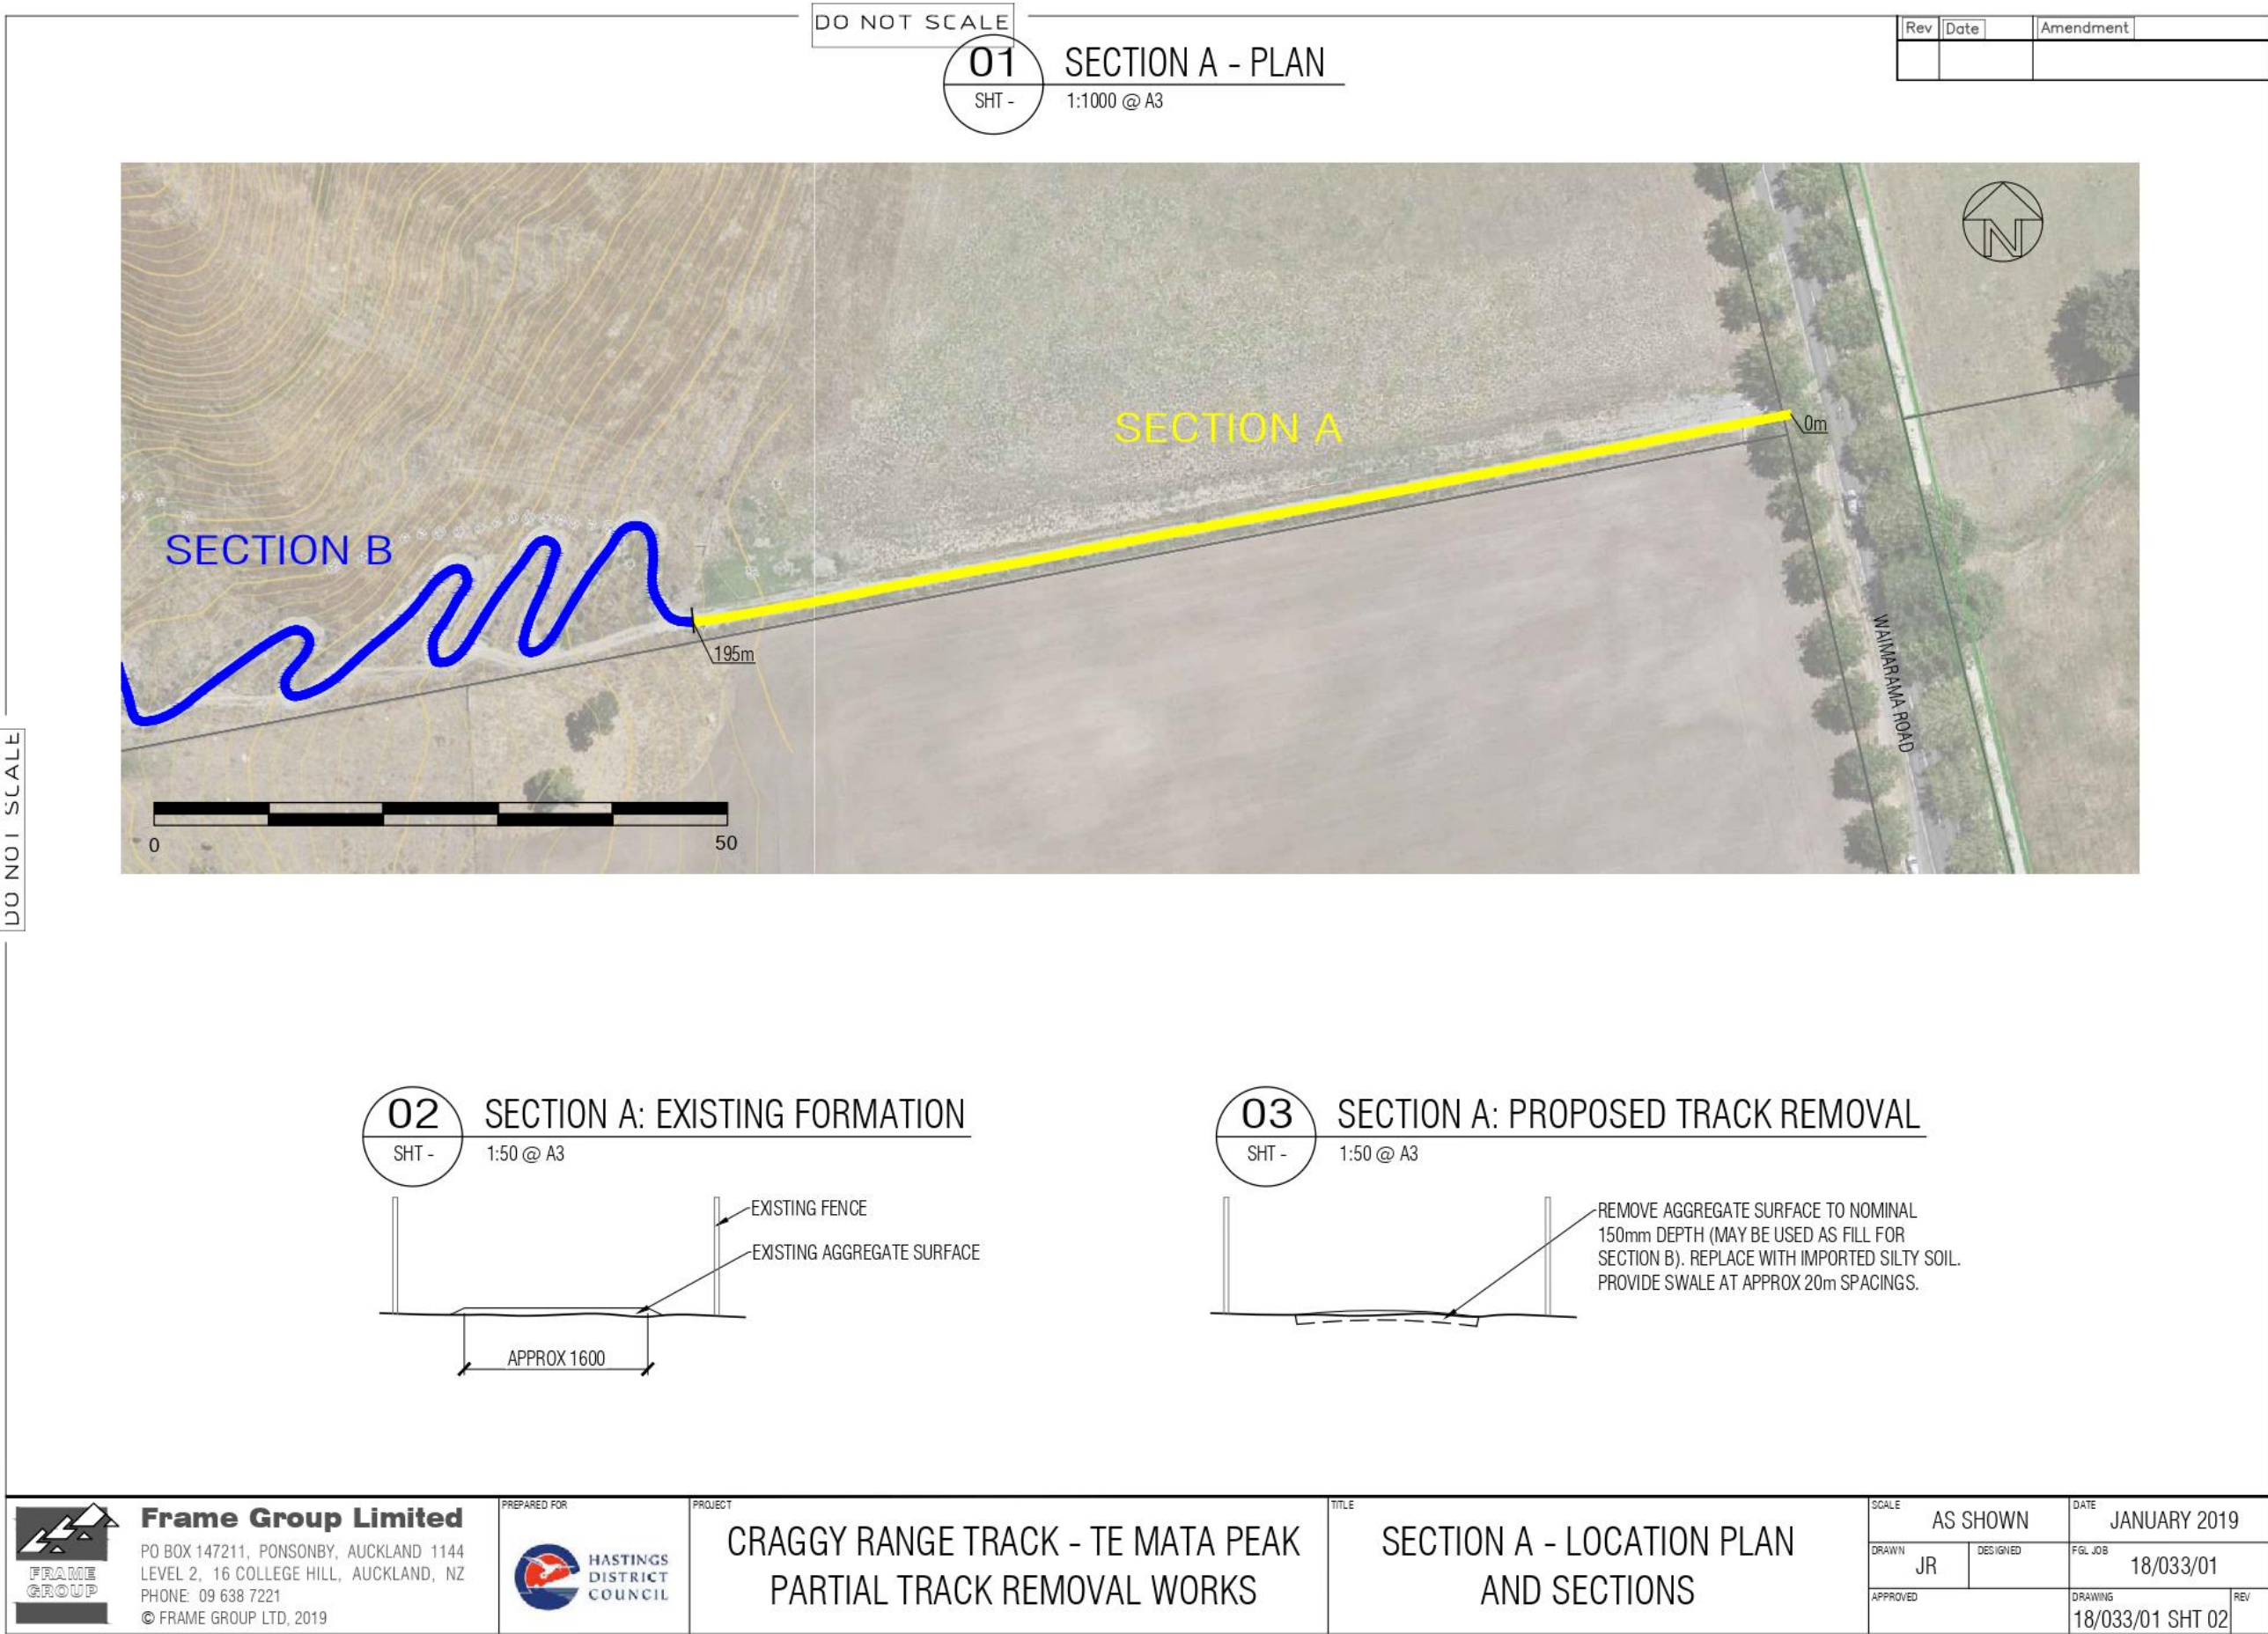 DO NOT SCALE
Rev Date Amendment
01
SHT -
SECTION A - PLAN
1:1000 @ A3
SECTION A
0m
SECTION B
195m
WAIMARAMA ROAD
0 50
DO NOT SCALE
02
SHT -
SECTION A: EXISTING FORMATION
1:50 @ A3
EXISTING FENCE
EXISTING AGGREGATE SURFACE
APPROX 1600
03
SHT -
SECTION A: PROPOSED TRACK REMOVAL
1:50 @ A3
REMOVE AGGREGATE SURFACE TO NOMINAL
150mm DEPTH (MAY BE USED AS FILL FOR
SECTION B). REPLACE WITH IMPORTED SILTY SOIL.
PROVIDE SWALE AT APPROX 20m SPACINGS.
FRAME
GROUP
Frame Group Limited
PO BOX 147211, PONSONBY, AUCKLAND 1144
LEVEL 2, 16 COLLEGE HILL, AUCKLAND, NZ
PHONE: 09 638 7221
© FRAME GROUP LTD, 2019
PREPARED FOR
HASTINGS
DISTRICT
COUNCIL
PROJECT
CRAGGY RANGE TRACK - TE MATA PEAK
PARTIAL TRACK REMOVAL WORKS
TITLE
SECTION A - LOCATION PLAN
AND SECTIONS
SCALE
AS SHOWN
DATE
JANUARY 2019
DRAWN
JR
DESIGNED
FGL JOB
18/033/01
APPROVED
DRAWING
18/033/01 SHT 02
REV